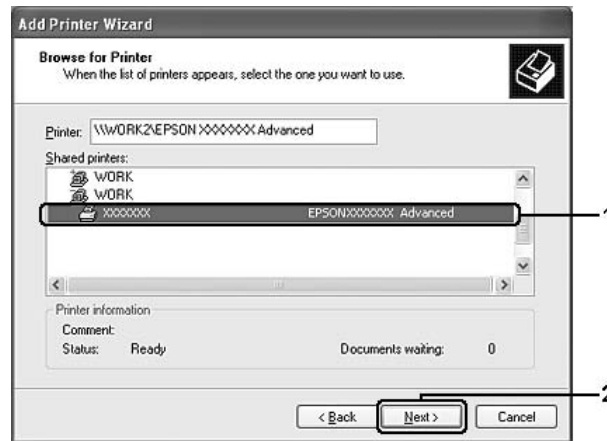 Add Printer Wizard
Browse for Printer
When the list of printers appears, select the one you want to use.
Printer: \\WORK2\EPSON XXXXXXX Advanced
Shared printers:
WORK
WORK
XXXXXXX EPSONXXXXXXX Advanced
1
Printer information
Comment:
Status: Ready Documents waiting: 0
2
< Back Next > Cancel